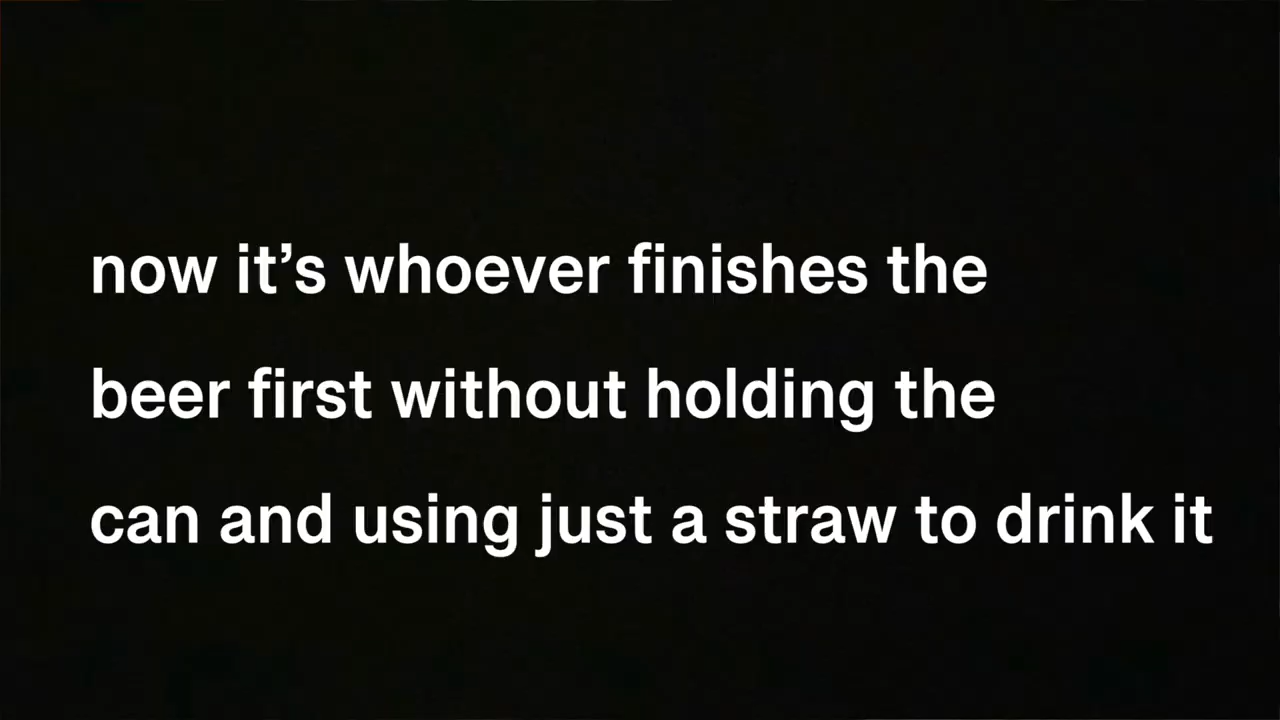 now it’s whoever finishes the
beer first without holding the
can and using just a straw to drink it